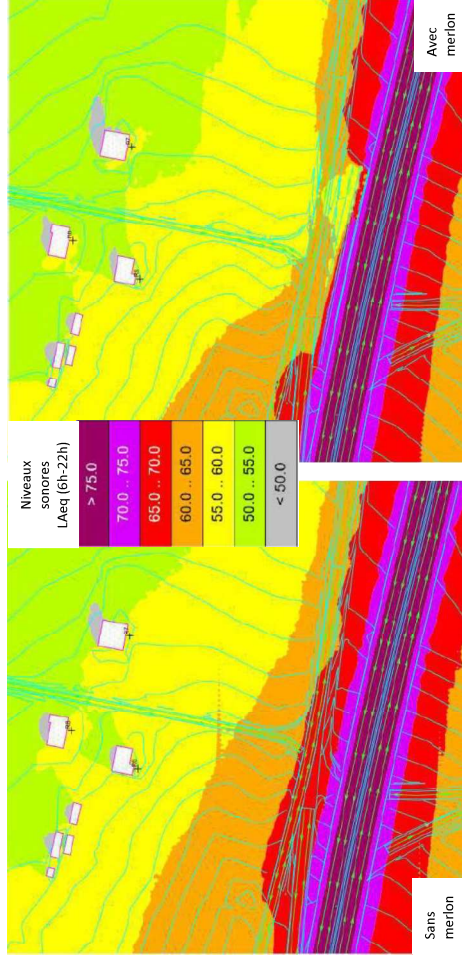 Niveaux
sonores
LAeq (6h-22h)
> 75.0
70.0 .. 75.0
65.0 .. 70.0
60.0 .. 65.0
55.0 .. 60.0
50.0 .. 55.0
< 50.0
Sans
merlon
Avec
merlon